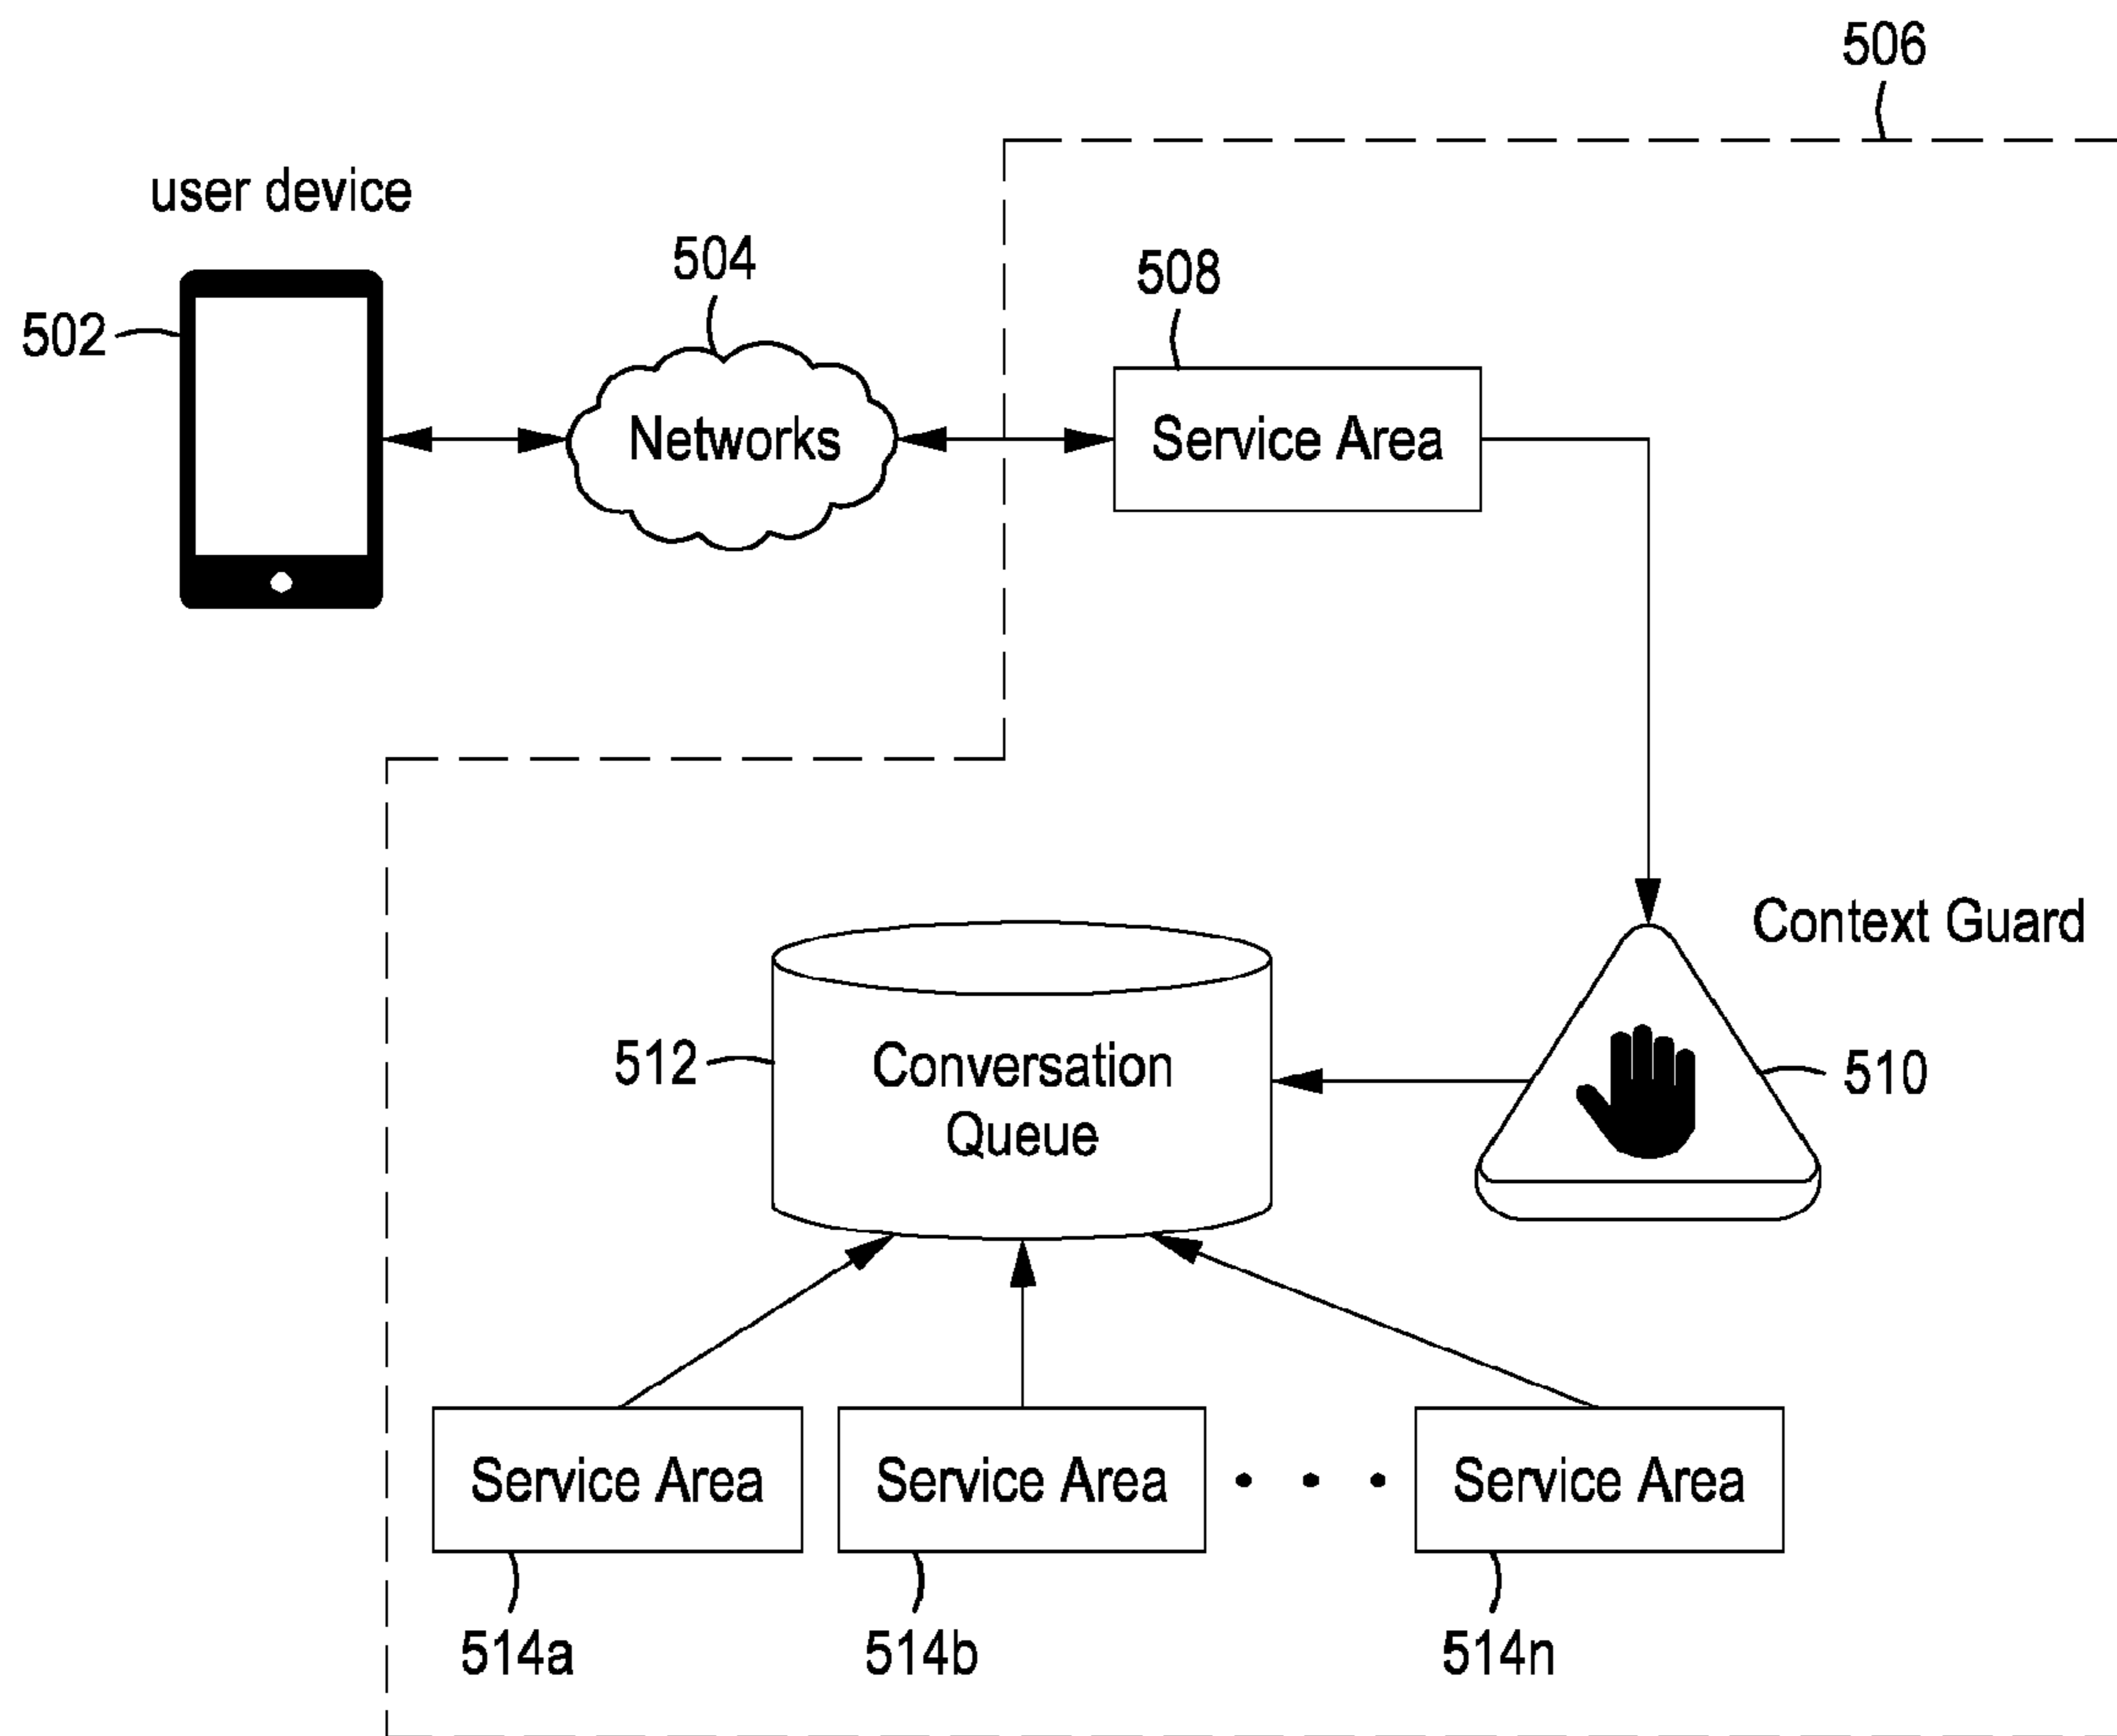 506
user device
504
508
502
Networks
Service Area
Context Guard
512
Conversation
Queue
510
Service Area
Service Area
Service Area
514a
514b
514n